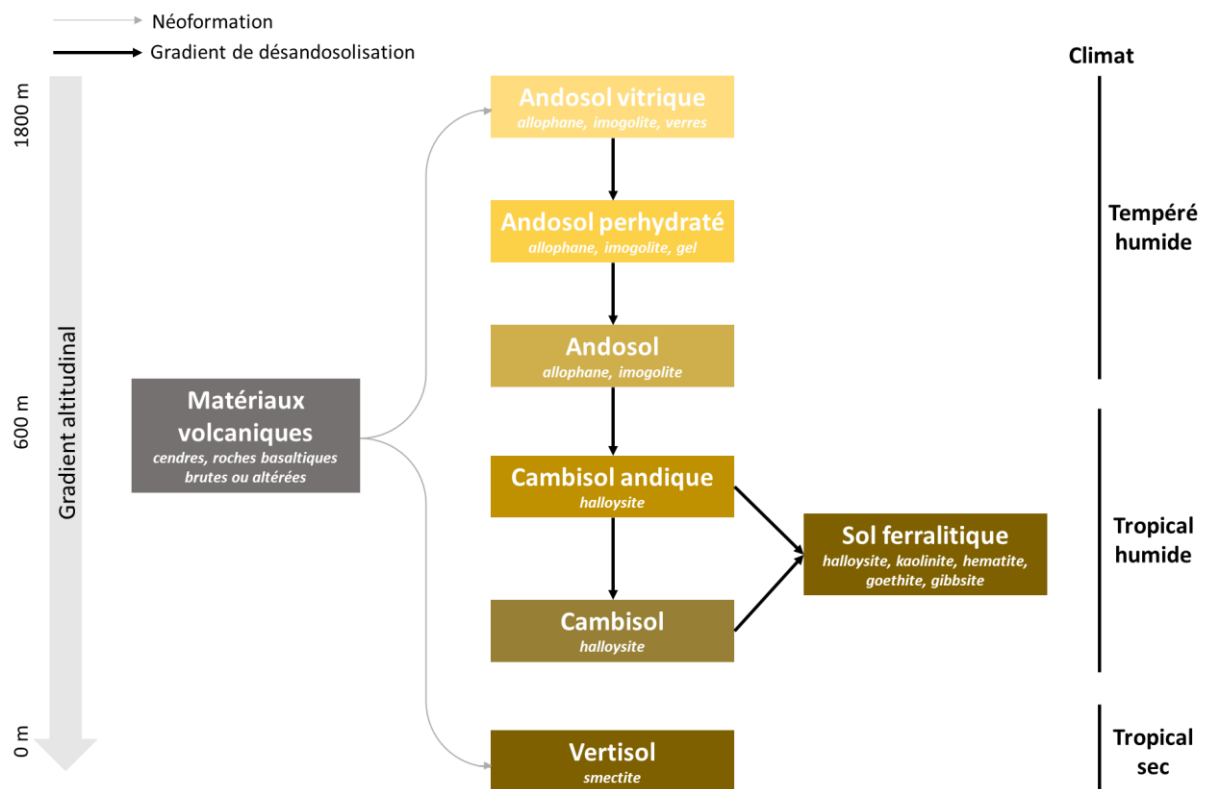 Néoformation
Gradient de désandosolisation
Climat
1800 m
600 m
0 m
Gradient altitudinal
Matériaux
volcaniques
cendres, roches basaltiques
brutes ou altérées
Andosol vitrique
allophane, imogolite, verres
Andosol perhydraté
allophane, imogolite, gel
Andosol
allophane, imogolite
Cambisol andique
halloysite
Cambisol
halloysite
Sol ferralitique
halloysite, kaolinite, hematite,
goethite, gibbsite
Vertisol
smectite
Tempéré
humide
Tropical
humide
Tropical
sec